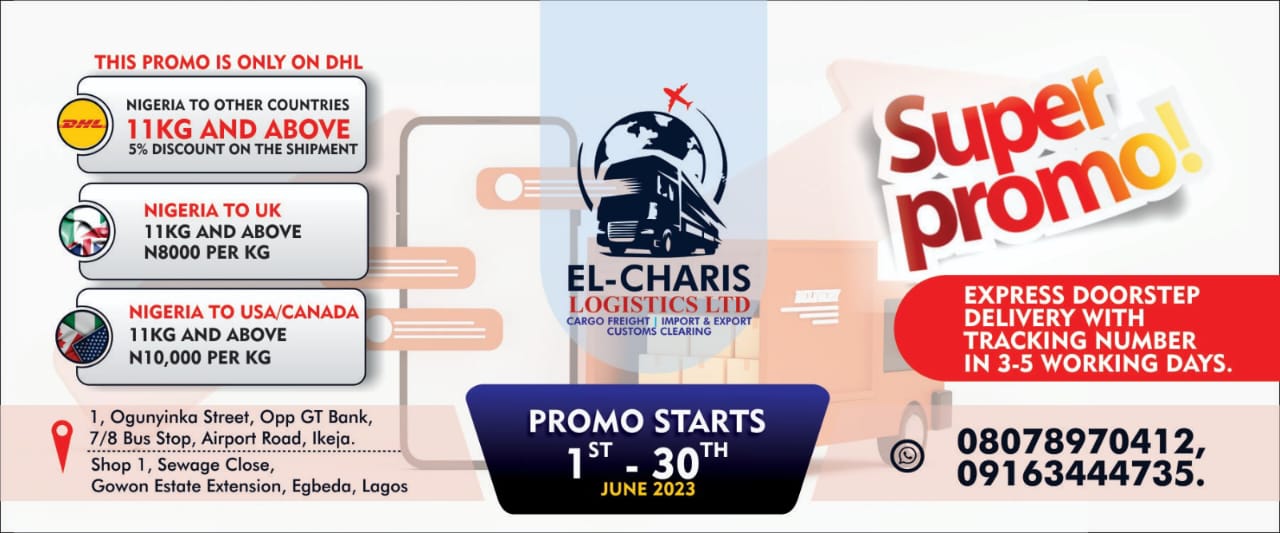 THIS PROMO IS ONLY ON DHL
DHL
NIGERIA TO OTHER COUNTRIES
11KG AND ABOVE
5% DISCOUNT ON THE SHIPMENT
NIGERIA TO UK
11KG AND ABOVE
N8000 PER KG
NIGERIA TO USA/CANADA
11KG AND ABOVE
N10,000 PER KG
1, Ogunyinka Street, Opp GT Bank,
7/8 Bus Stop, Airport Road, Ikeja.
Shop 1, Sewage Close,
Gowon Estate Extension, Egbeda, Lagos
EL-CHARIS
LOGISTICS LTD
CARGO FREIGHT | IMPORT & EXPORT
CUSTOMS CLEARING
PROMO STARTS
1ST - 30TH
JUNE 2023
Super
promo!
EXPRESS DOORSTEP
DELIVERY WITH
TRACKING NUMBER
IN 3-5 WORKING DAYS.
08078970412,
09163444735.